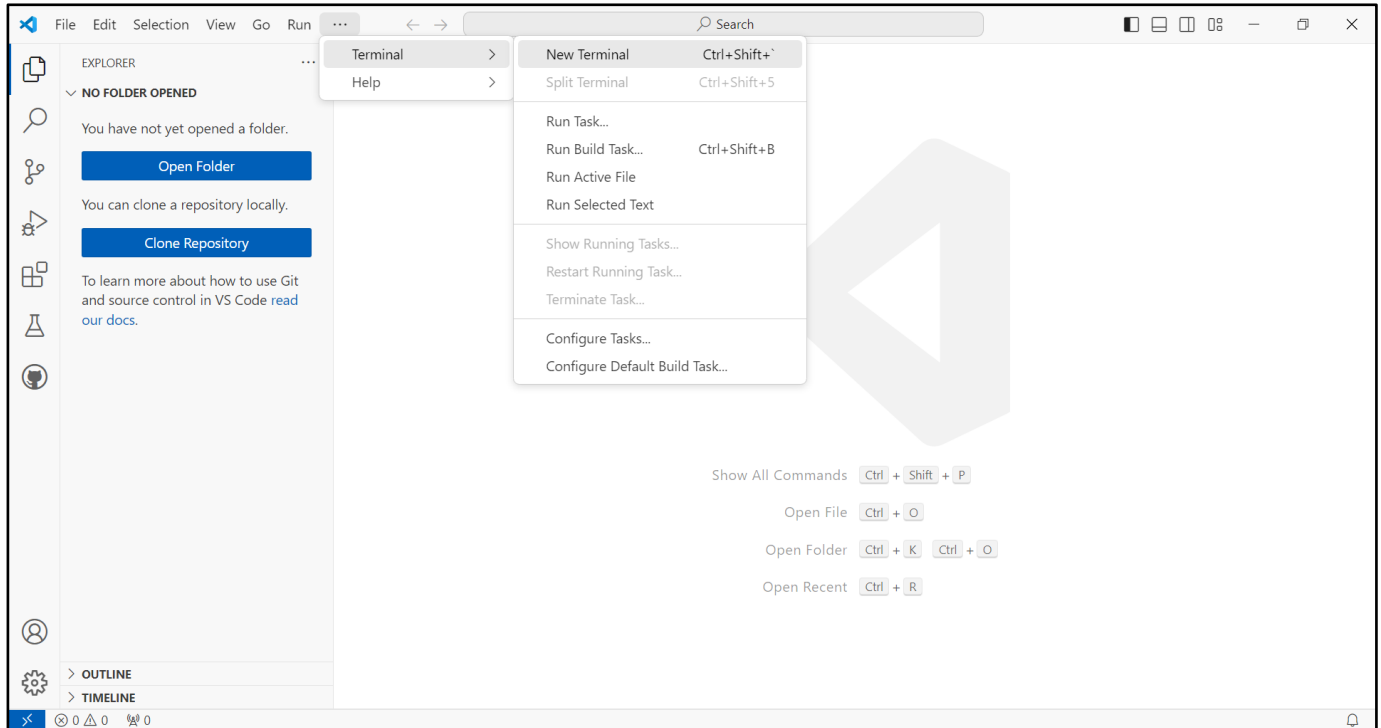 File Edit Selection View Go Run ···
Search
EXPLORER ···
NO FOLDER OPENED
You have not yet opened a folder.
Open Folder
You can clone a repository locally.
Clone Repository
To learn more about how to use Git
and source control in VS Code read
our docs.
OUTLINE
TIMELINE
Terminal
Help
New Terminal Ctrl+Shift+`
Split Terminal Ctrl+Shift+5
Run Task...
Run Build Task... Ctrl+Shift+B
Run Active File
Run Selected Text
Show Running Tasks...
Restart Running Task...
Terminate Task...
Configure Tasks...
Configure Default Build Task...
Show All Commands Ctrl + Shift + P
Open File Ctrl + O
Open Folder Ctrl + K Ctrl + O
Open Recent Ctrl + R
0 0 0